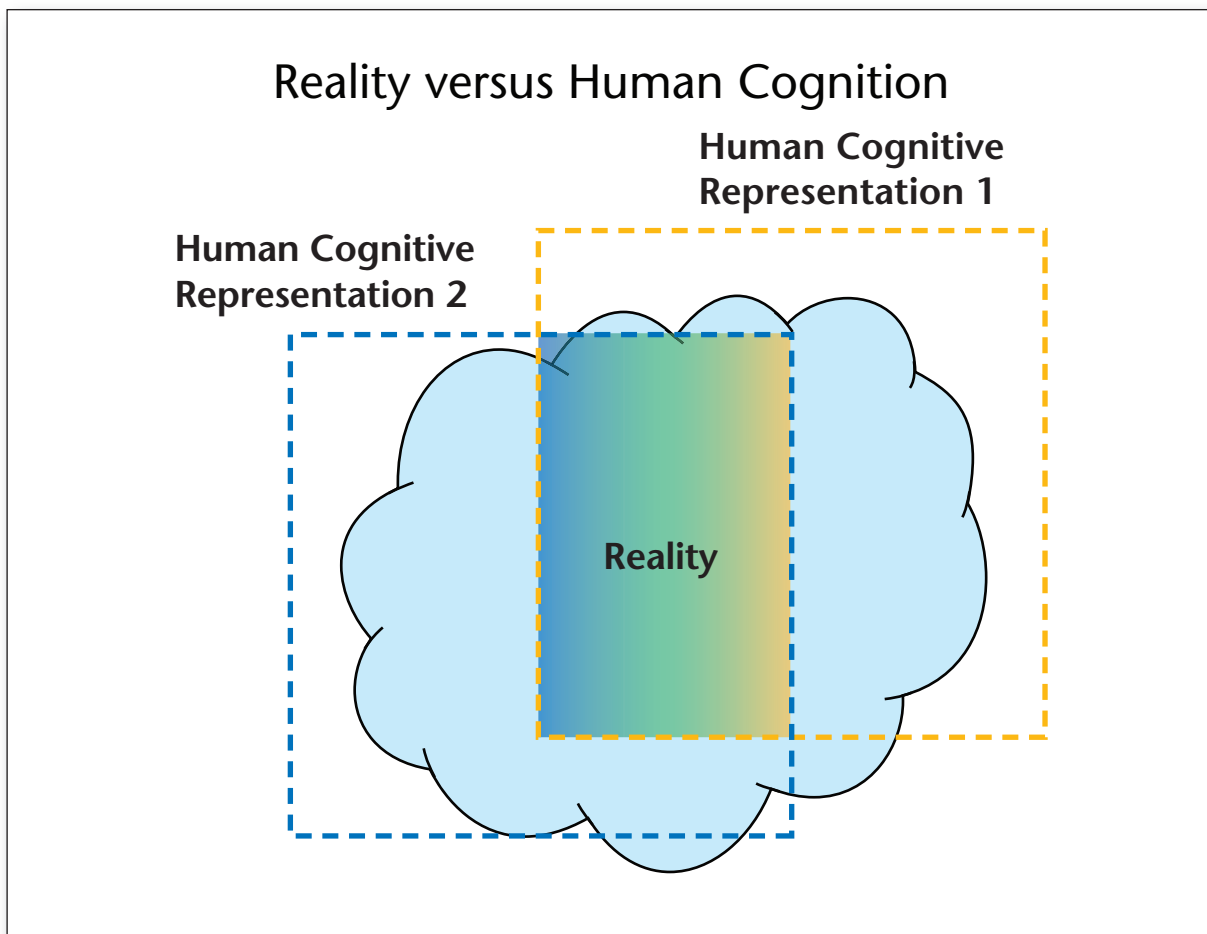 Reality versus Human Cognition
Human Cognitive
Representation 1
Human Cognitive
Representation 2
Reality